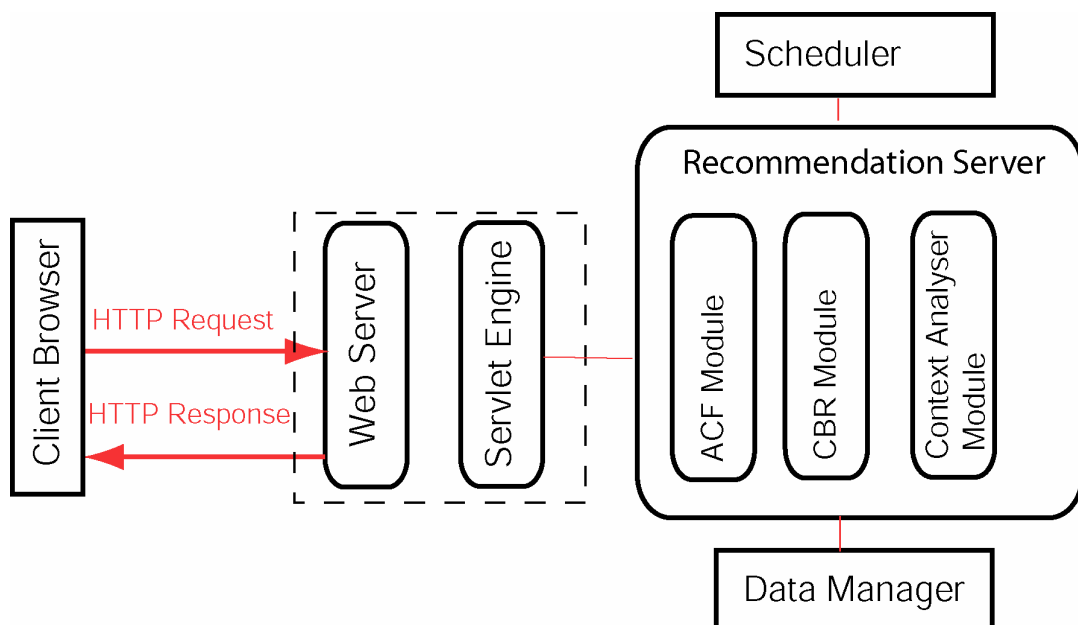 Scheduler
Recommendation Server
Client Browser
HTTP Request
HTTP Response
Web Server
Servlet Engine
ACF Module
CBR Module
Context Analyser
Module
Data Manager